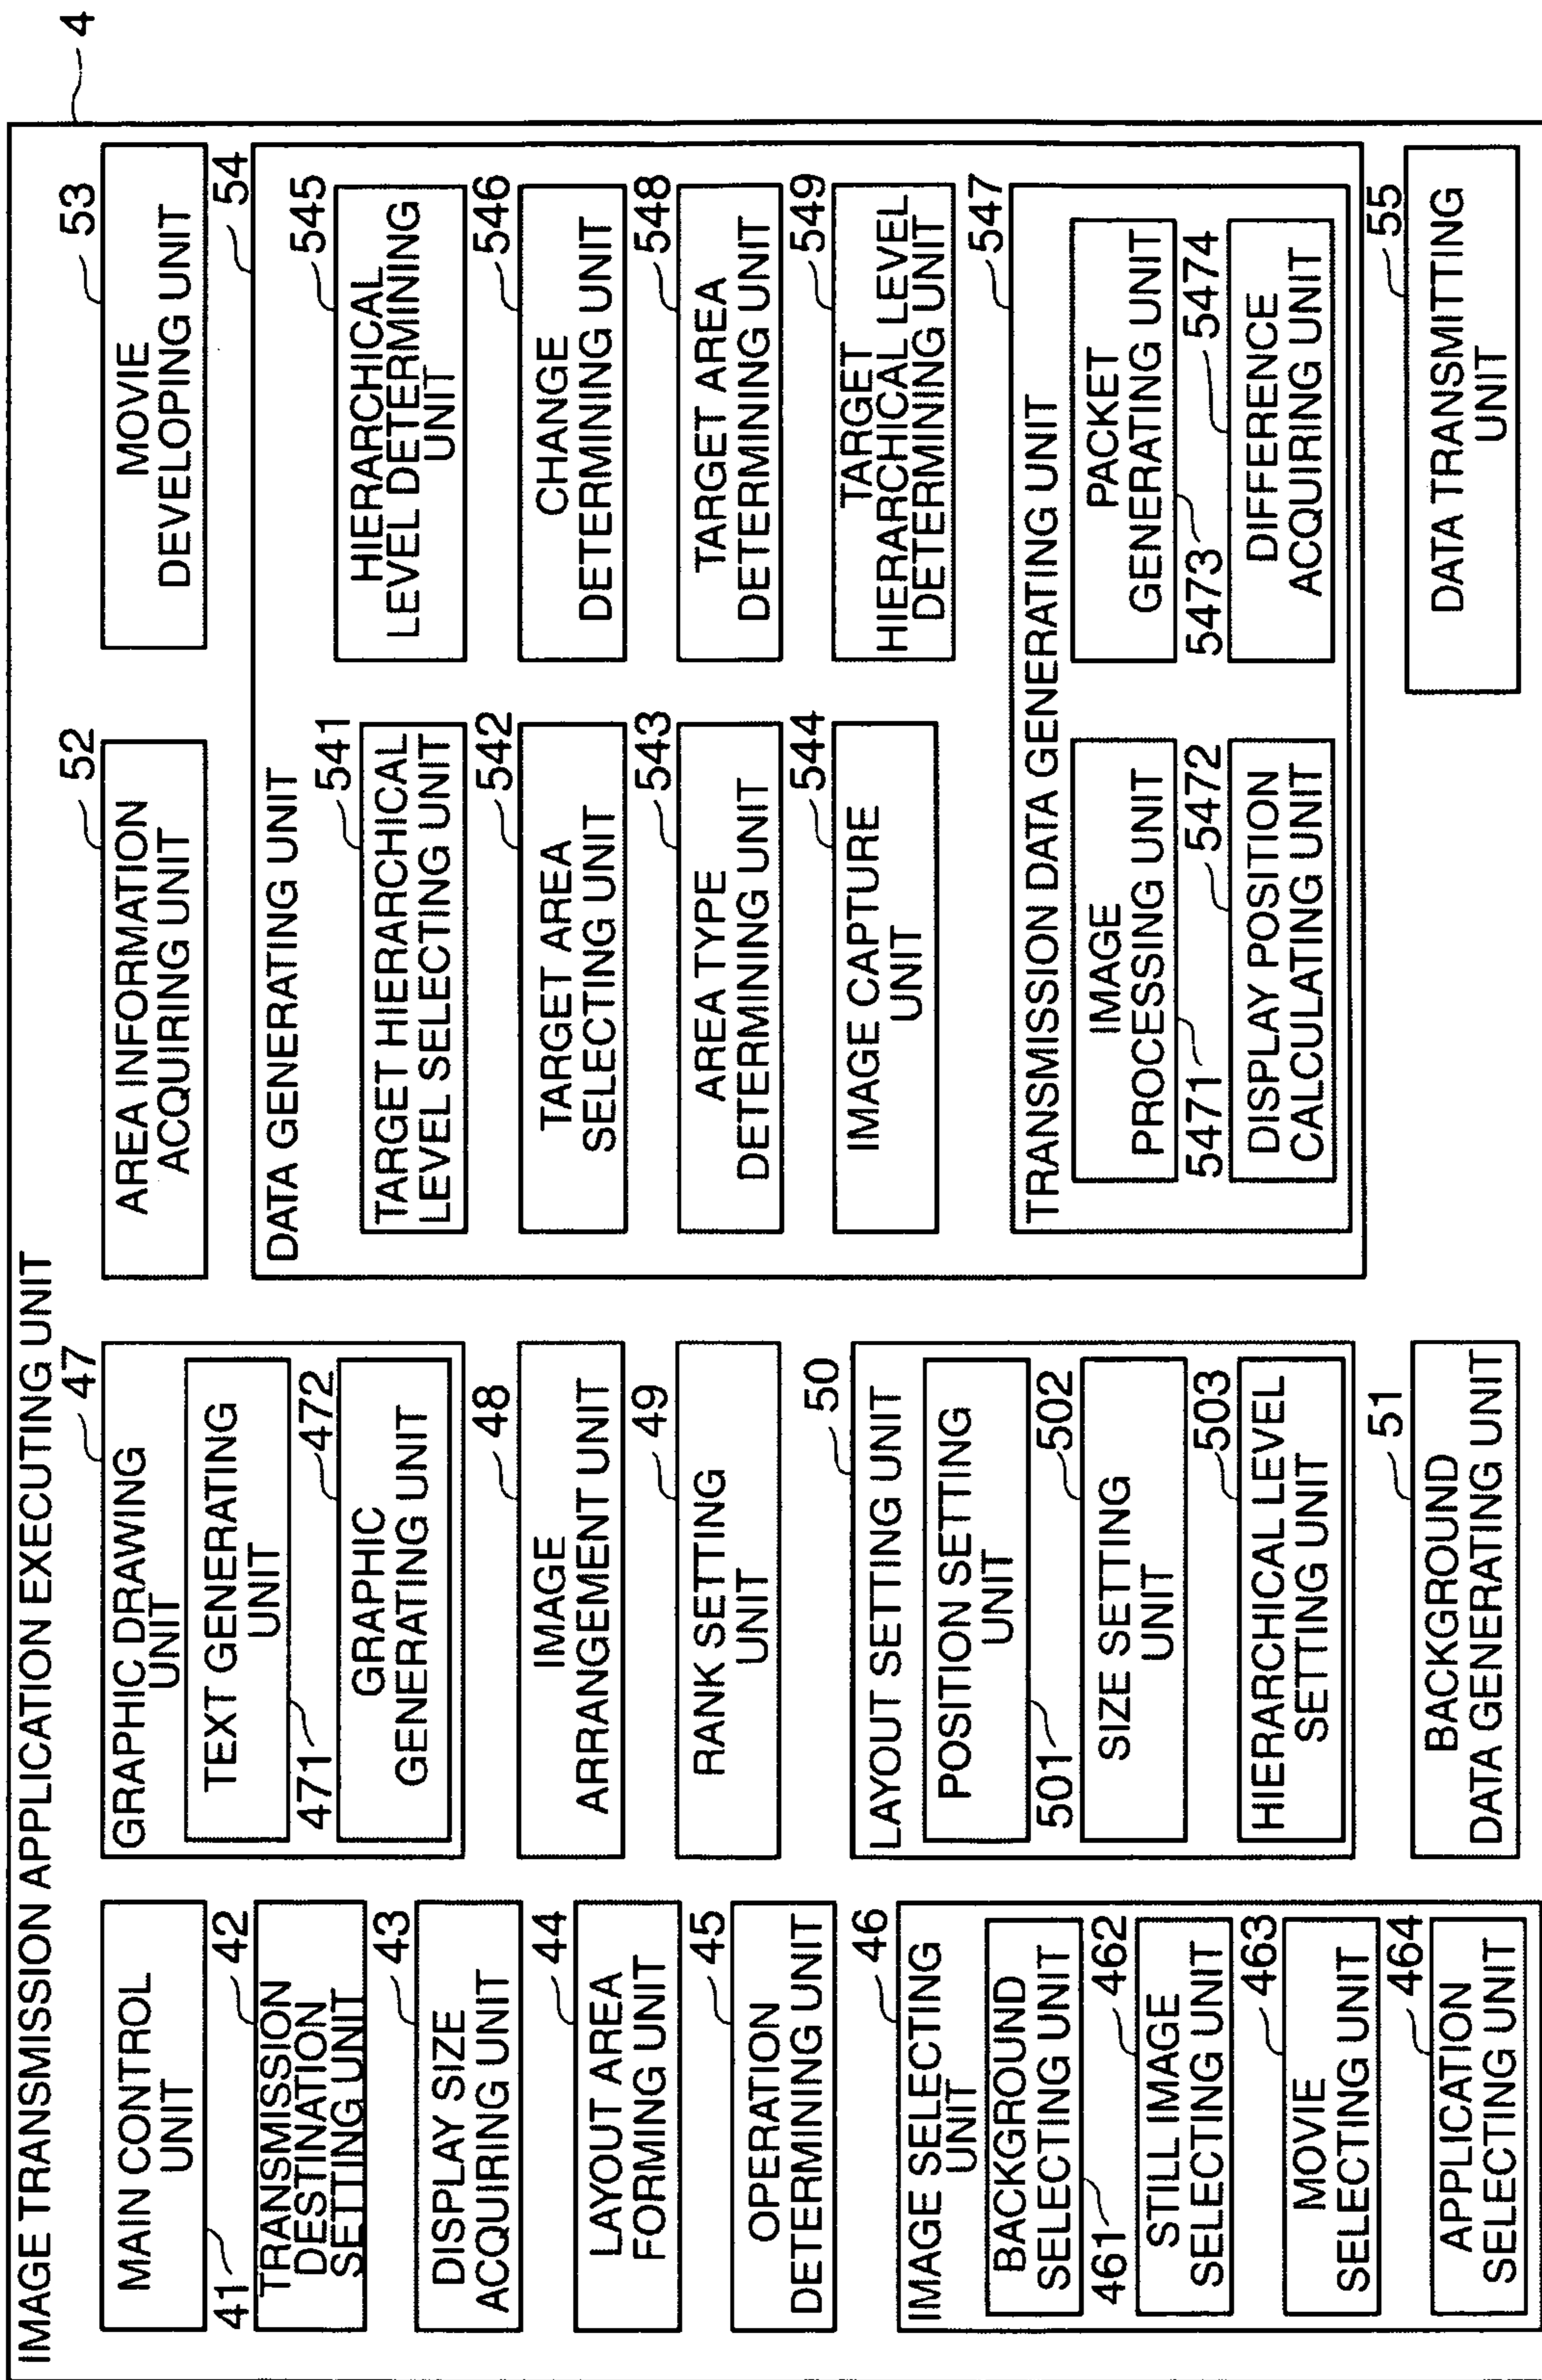 IMAGE TRANSMISSION APPLICATION EXECUTING UNIT
4
MAIN CONTROL
UNIT
41
42
TRANSMISSION
DESTINATION
SETTING UNIT
43
DISPLAY SIZE
ACQUIRING UNIT
44
LAYOUT AREA
FORMING UNIT
45
OPERATION
DETERMINING UNIT
46
IMAGE SELECTING
UNIT
BACKGROUND
SELECTING UNIT
461
462
STILL IMAGE
SELECTING UNIT
463
MOVIE
SELECTING UNIT
464
APPLICATION
SELECTING UNIT
47
GRAPHIC DRAWING
UNIT
TEXT GENERATING
UNIT
471
472
GRAPHIC
GENERATING UNIT
48
IMAGE
ARRANGEMENT UNIT
49
RANK SETTING
UNIT
50
LAYOUT SETTING UNIT
POSITION SETTING
UNIT
501
502
SIZE SETTING
UNIT
503
HIERARCHICAL LEVEL
SETTING UNIT
51
BACKGROUND
DATA GENERATING UNIT
52
AREA INFORMATION
ACQUIRING UNIT
53
MOVIE
DEVELOPING UNIT
54
DATA GENERATING UNIT
541
TARGET HIERARCHICAL
LEVEL SELECTING UNIT
542
TARGET AREA
SELECTING UNIT
543
AREA TYPE
DETERMINING UNIT
544
IMAGE CAPTURE
UNIT
545
HIERARCHICAL
LEVEL DETERMINING
UNIT
546
CHANGE
DETERMINING UNIT
548
TARGET AREA
DETERMINING UNIT
549
TARGET
HIERARCHICAL LEVEL
DETERMINING UNIT
547
TRANSMISSION DATA GENERATING UNIT
IMAGE
PROCESSING UNIT
5471
5472
DISPLAY POSITION
CALCULATING UNIT
PACKET
GENERATING UNIT
5473
5474
DIFFERENCE
ACQUIRING UNIT
55
DATA TRANSMITTING
UNIT